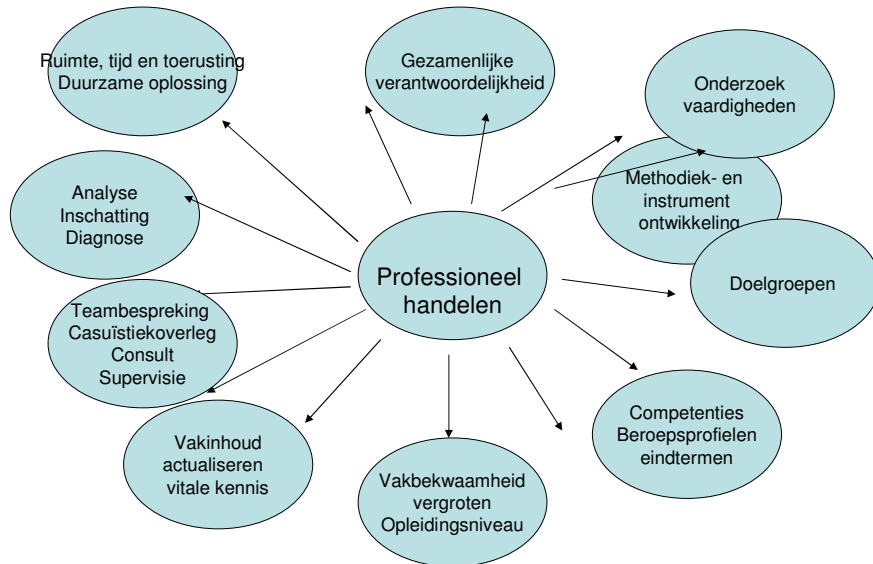 Ruimte, tijd en toerusting
Duurzame oplossing
Gezamenlijke
verantwoordelijkheid
Onderzoek
vaardigheden
Methodiek- en
instrument
ontwikkeling
Analyse
Inschatting
Diagnose
Professioneel
handelen
Doelgroepen
Teambespreking
Casuïstiekoverleg
Consult
Supervisie
Competenties
Beroepsprofielen
eindtermen
Vakinhoud
actualiseren
vitale kennis
Vakbekwaamheid
vergroten
Opleidingsniveau